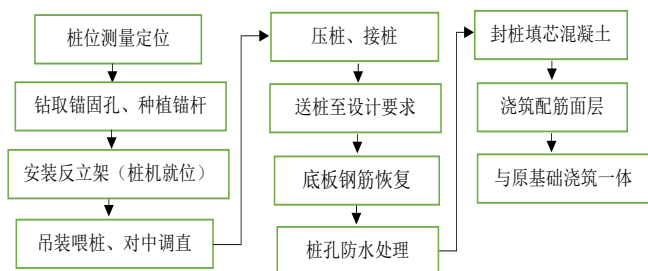 桩位测量定位
钻取锚固孔、种植锚杆
安装反立架（桩机就位）
吊装喂桩、对中调直
压桩、接桩
送桩至设计要求
底板钢筋恢复
桩孔防水处理
封桩填芯混凝土
浇筑配筋面层
与原基础浇筑一体